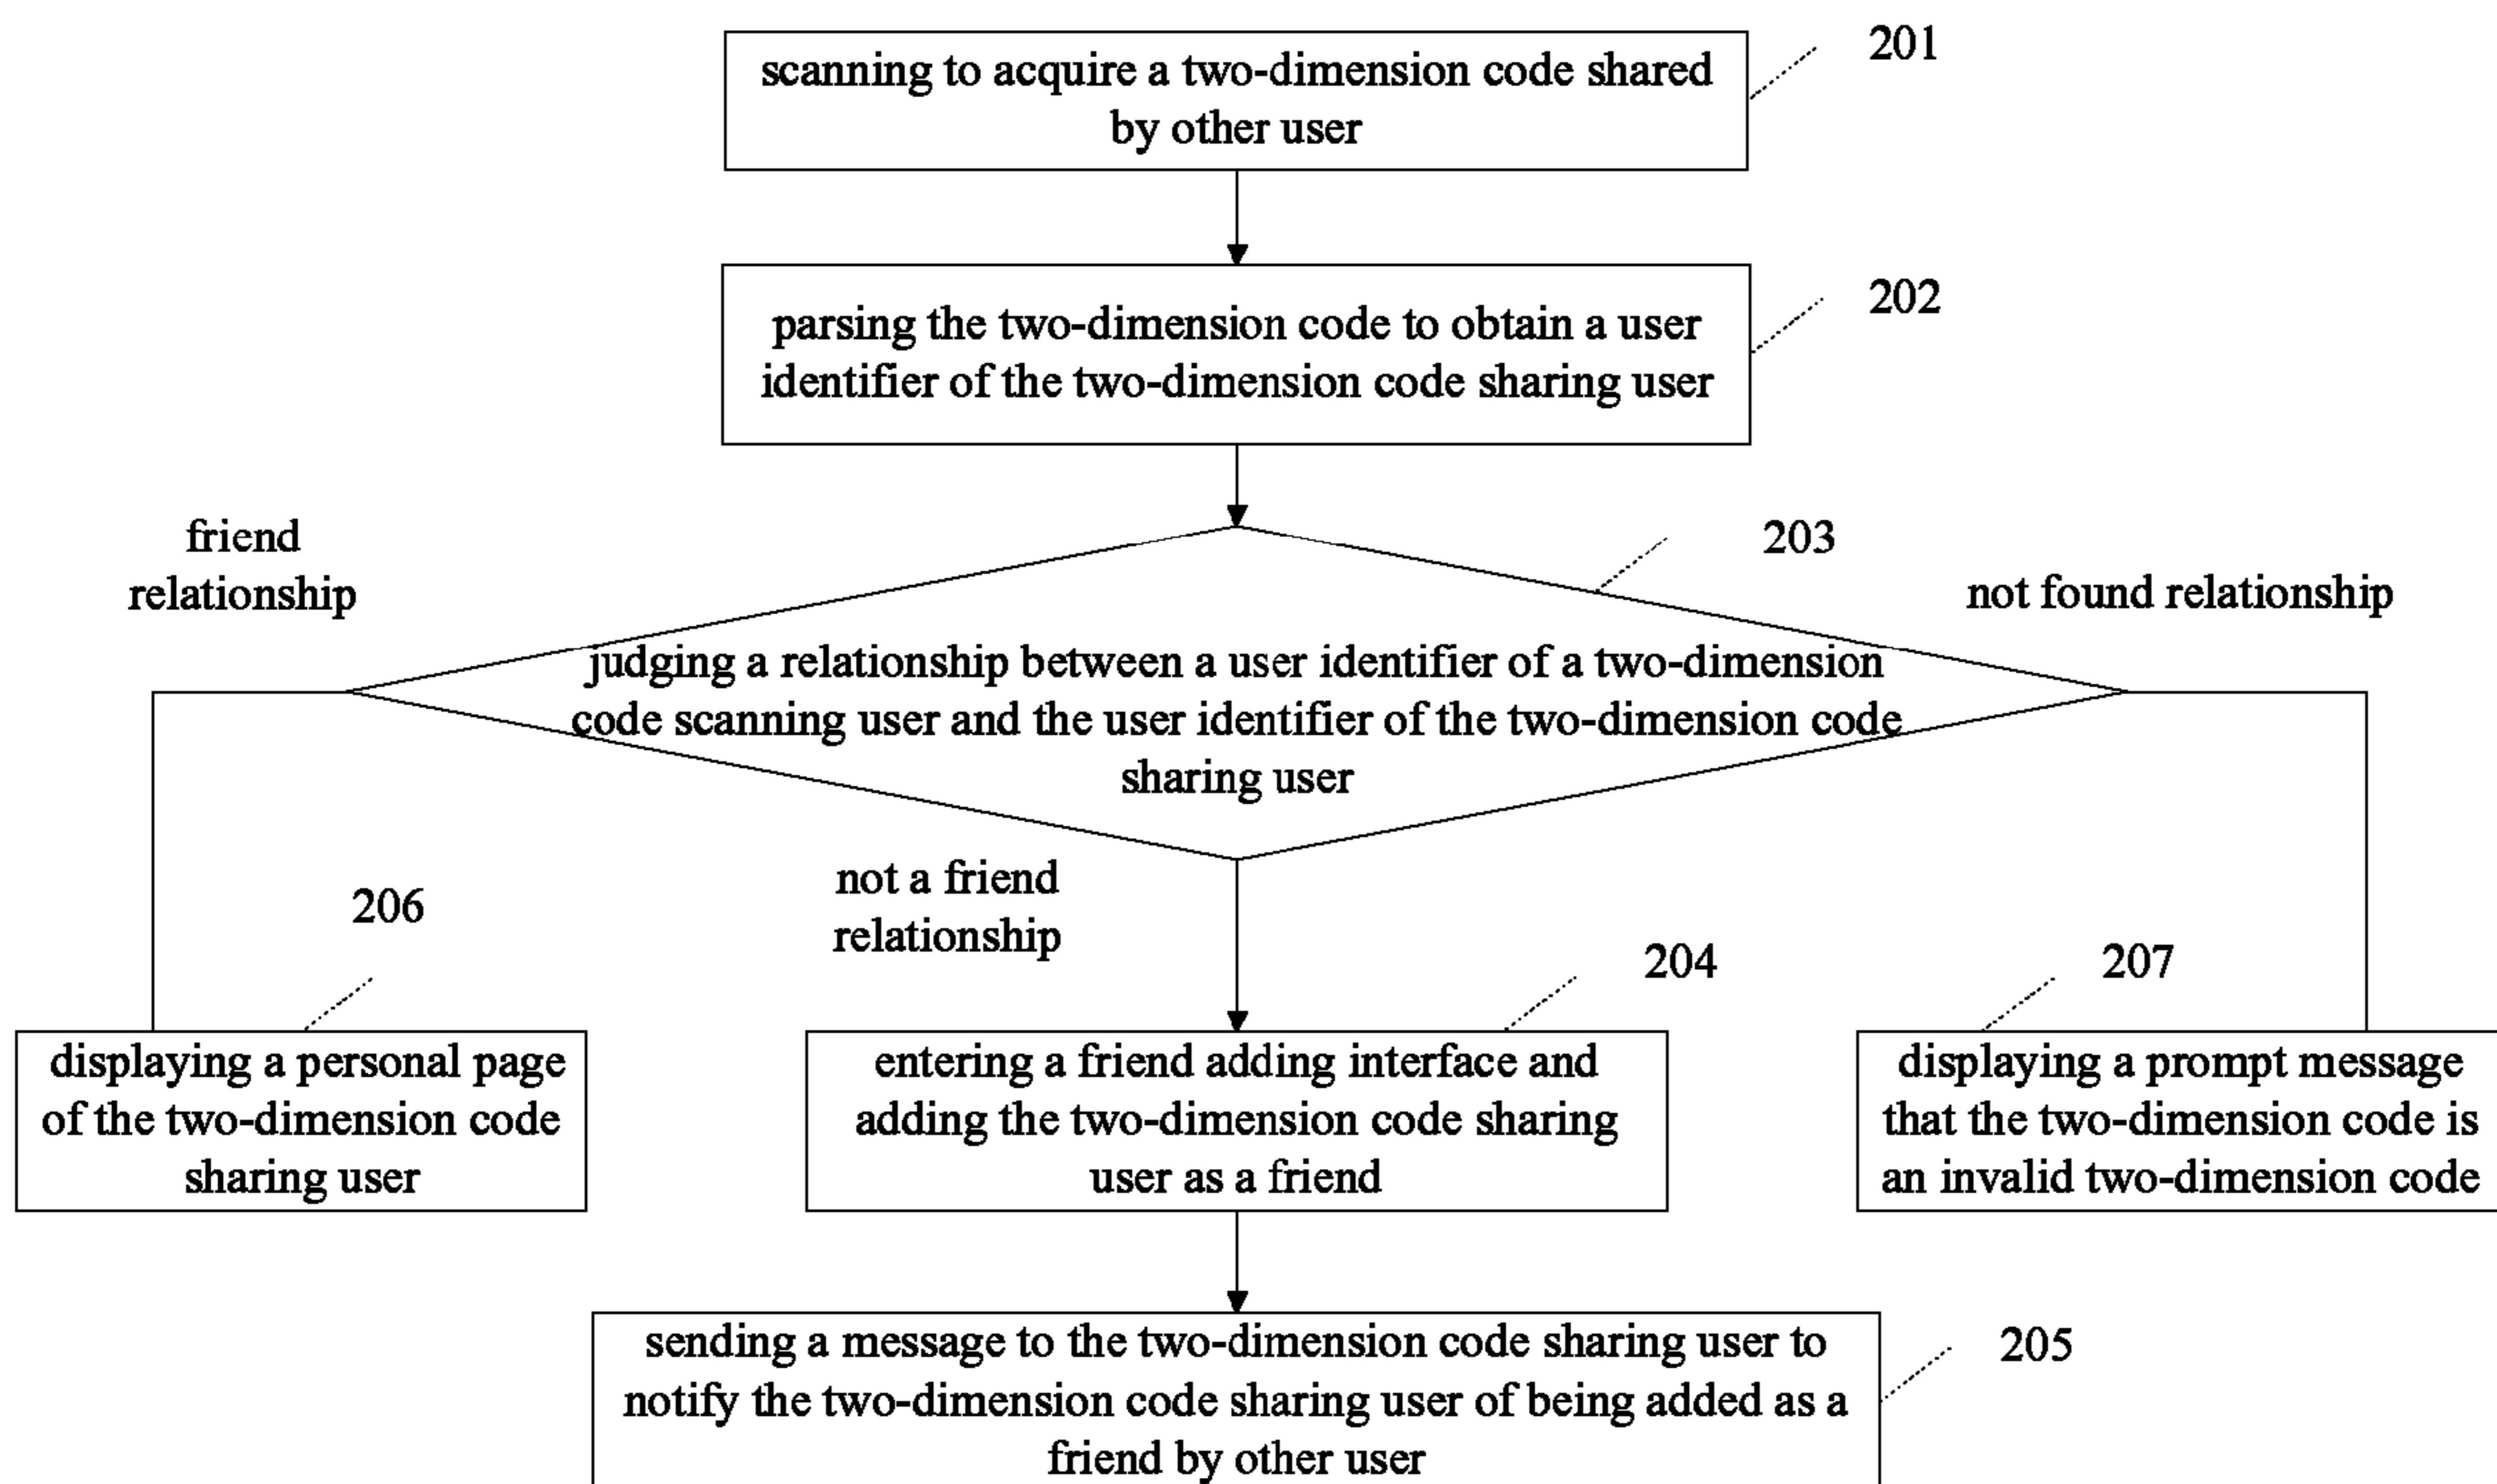 scanning to acquire a two-dimension code shared
by other user
201
parsing the two-dimension code to obtain a user
identifier of the two-dimension code sharing user
202
friend
relationship
203
not found relationship
judging a relationship between a user identifier of a two-dimension
code scanning user and the user identifier of the two-dimension code
sharing user
not a friend
relationship
206
204
207
displaying a personal page
of the two-dimension code
sharing user
entering a friend adding interface and
adding the two-dimension code sharing
user as a friend
displaying a prompt message
that the two-dimension code is
an invalid two-dimension code
sending a message to the two-dimension code sharing user to
notify the two-dimension code sharing user of being added as a
friend by other user
205